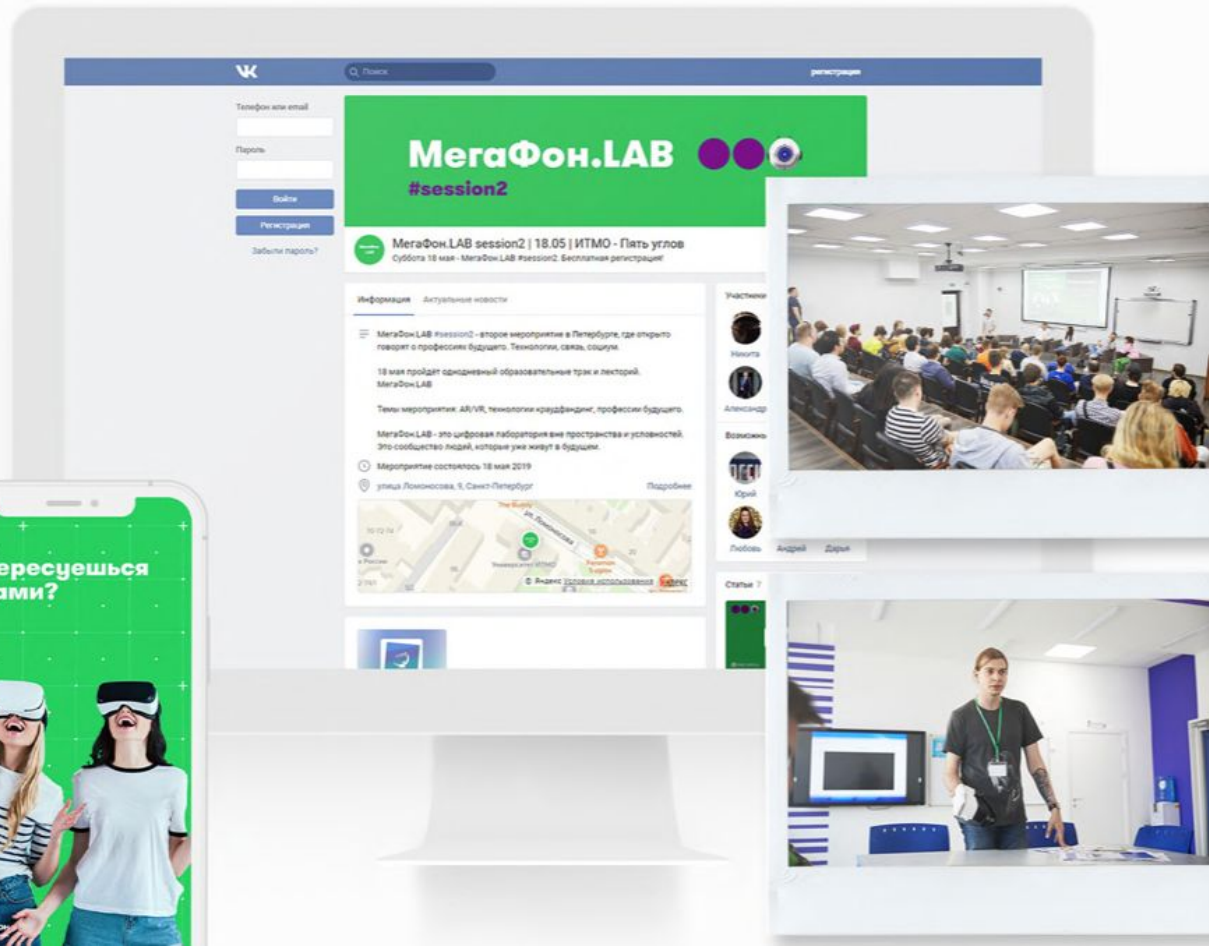 Поиск
регистрация
Телефон или email
Пароль
Войти
Регистрация
Забыли пароль?
МегаФон.LAB
#session2
МегаФон.LAB session2 | 18.05 | ИТМО - Пять углов
Суббота 18 мая - МегаФон.LAB #session2. Бесплатная регистрация!
Информация Актуальные новости
МегаФон.LAB #session2 - второе мероприятие в Петербурге, где открыто
говорят о профессиях будущего. Технологии, связь, социум.
18 мая пройдёт однодневный образовательные трэк и лекторий.
МегаФон.LAB
Темы мероприятия: AR/VR, технологии краудфандинг, профессии будущего.
МегаФон.LAB - это цифровая лаборатория вне пространства и условностей.
Это сообщество людей, которые уже живут в будущем.
Мероприятие состоялось 18 мая 2019
улица Ломоносова, 9, Санкт-Петербург Подробнее
ул. Ломоносова
Университет ИТМО
© Яндекс Условия использования Яндекс
Участники
Никита
Александр
Возможны
Юрий
Любовь Андрей Дарья
Статьи 7
ересуешься
ами?